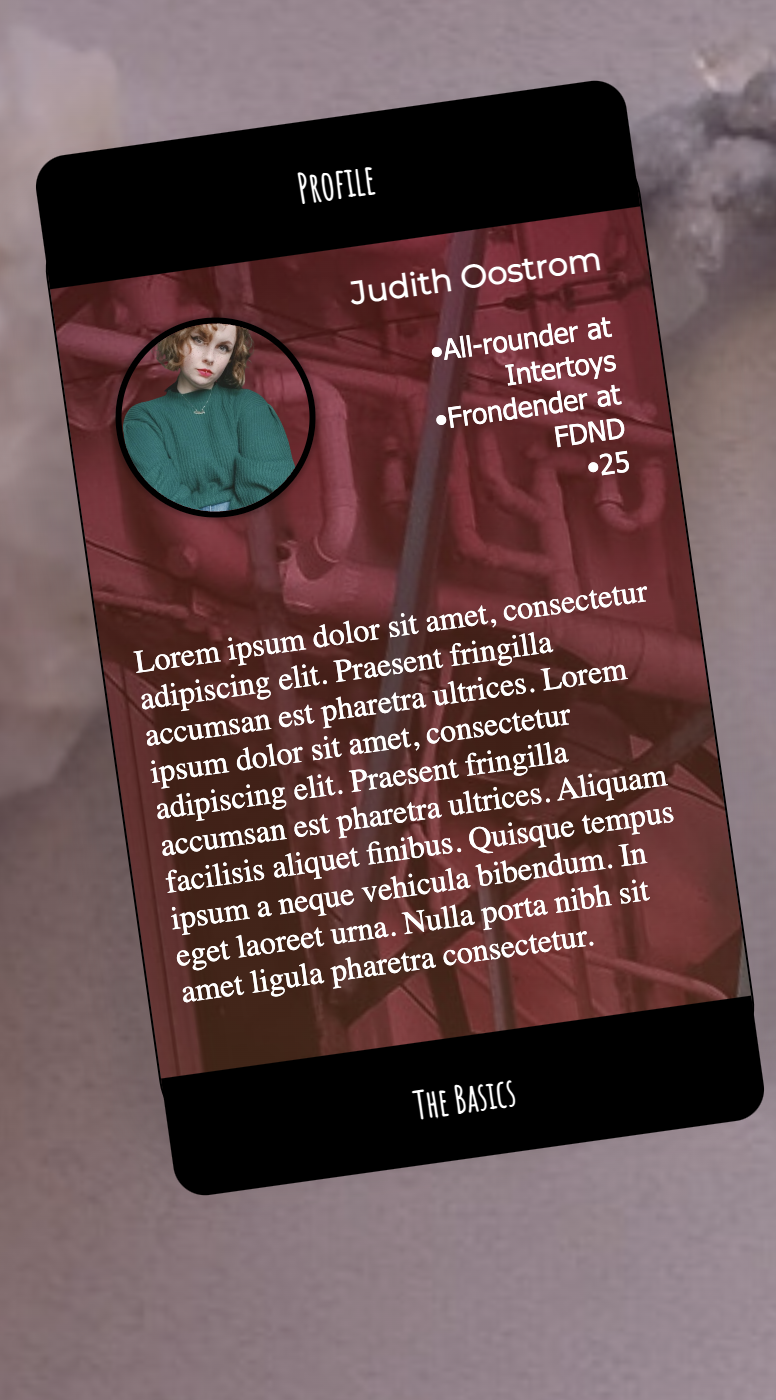 Profile
Judith Oostrom
•All-rounder at
Intertoys
•Frondender at
FDND
•25
Lorem ipsum dolor sit amet, consectetur
adipiscing elit. Praesent fringilla
accumsan est pharetra ultrices. Lorem
ipsum dolor sit amet, consectetur
adipiscing elit. Praesent fringilla
accumsan est pharetra ultrices. Aliquam
facilisis aliquet finibus. Quisque tempus
ipsum a neque vehicula bibendum. In
eget laoreet urna. Nulla porta nibh sit
amet ligula pharetra consectetur.
The Basics